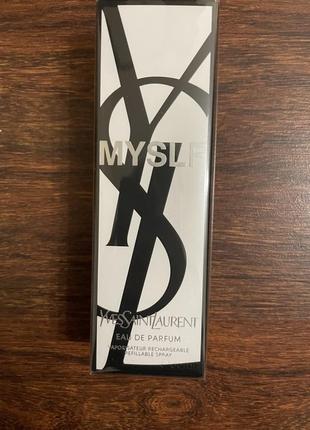 MYSLF
YVESSAINTLAURENT
EAU DE PARFUM
VAPORISATEUR RECHARGEABLE
REFILLABLE SPRAY